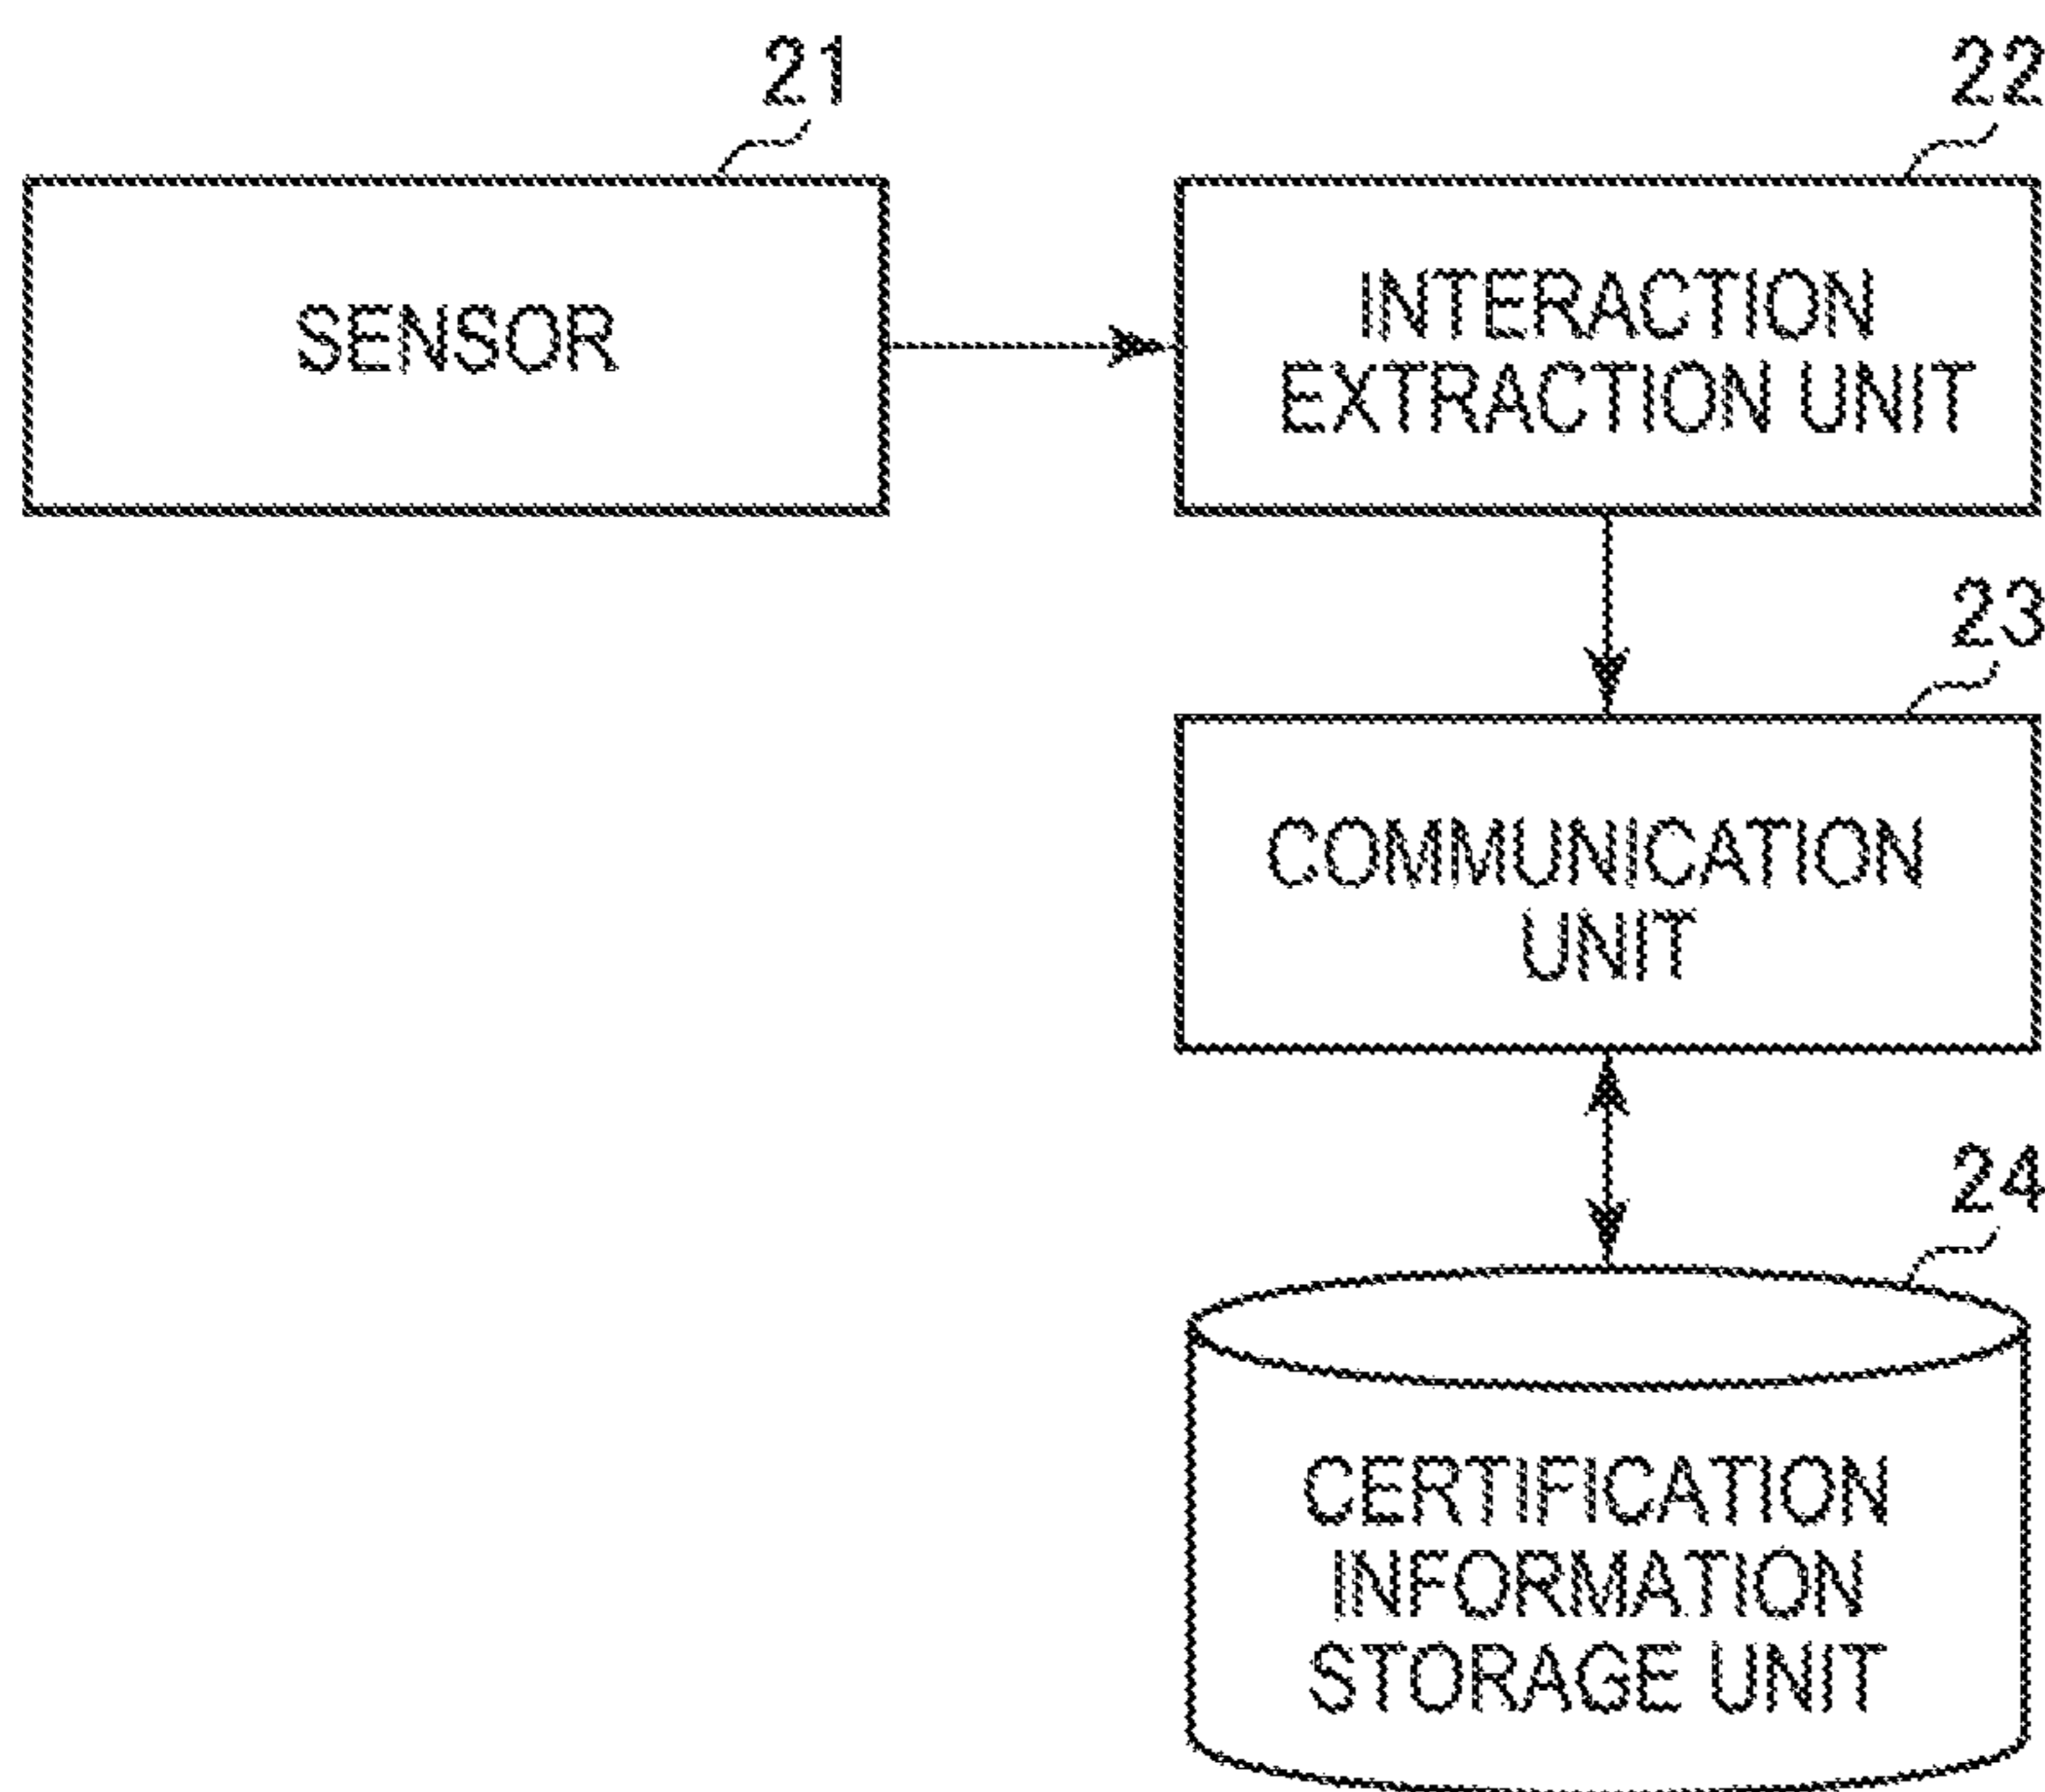 21
22
SENSOR
INTERACTION
EXTRACTION UNIT
23
COMMUNICATION
UNIT
24
CERTIFICATION
INFORMATION
STORAGE UNIT